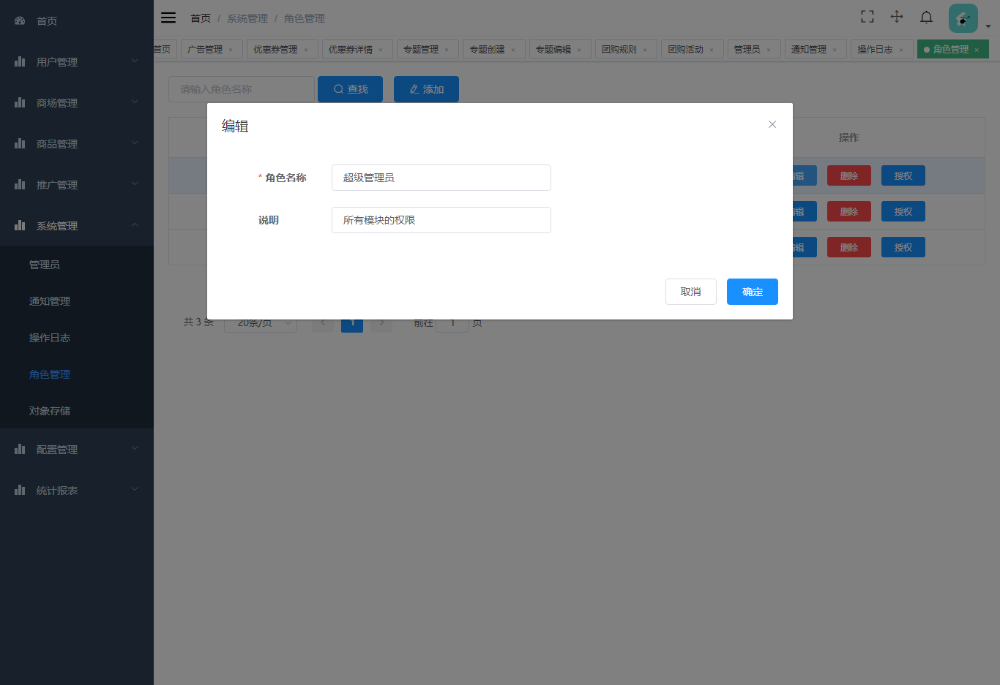 首页
用户管理
商场管理
商品管理
推广管理
系统管理
管理员
通知管理
操作日志
角色管理
对象存储
配置管理
统计报表
首页 / 系统管理 / 角色管理
首页 广告管理 × 优惠券管理 × 优惠券详情 × 专题管理 × 专题创建 × 专题编辑 × 团购规则 × 团购活动 × 管理员 × 通知管理 × 操作日志 × 角色管理 ×
请输入角色名称 查找 添加
操作
编辑 删除 授权
编辑 删除 授权
编辑 删除 授权
编辑
* 角色名称 超级管理员
说明 所有模块的权限
取消 确定
共 3 条 20条/页 1 前往 1 页